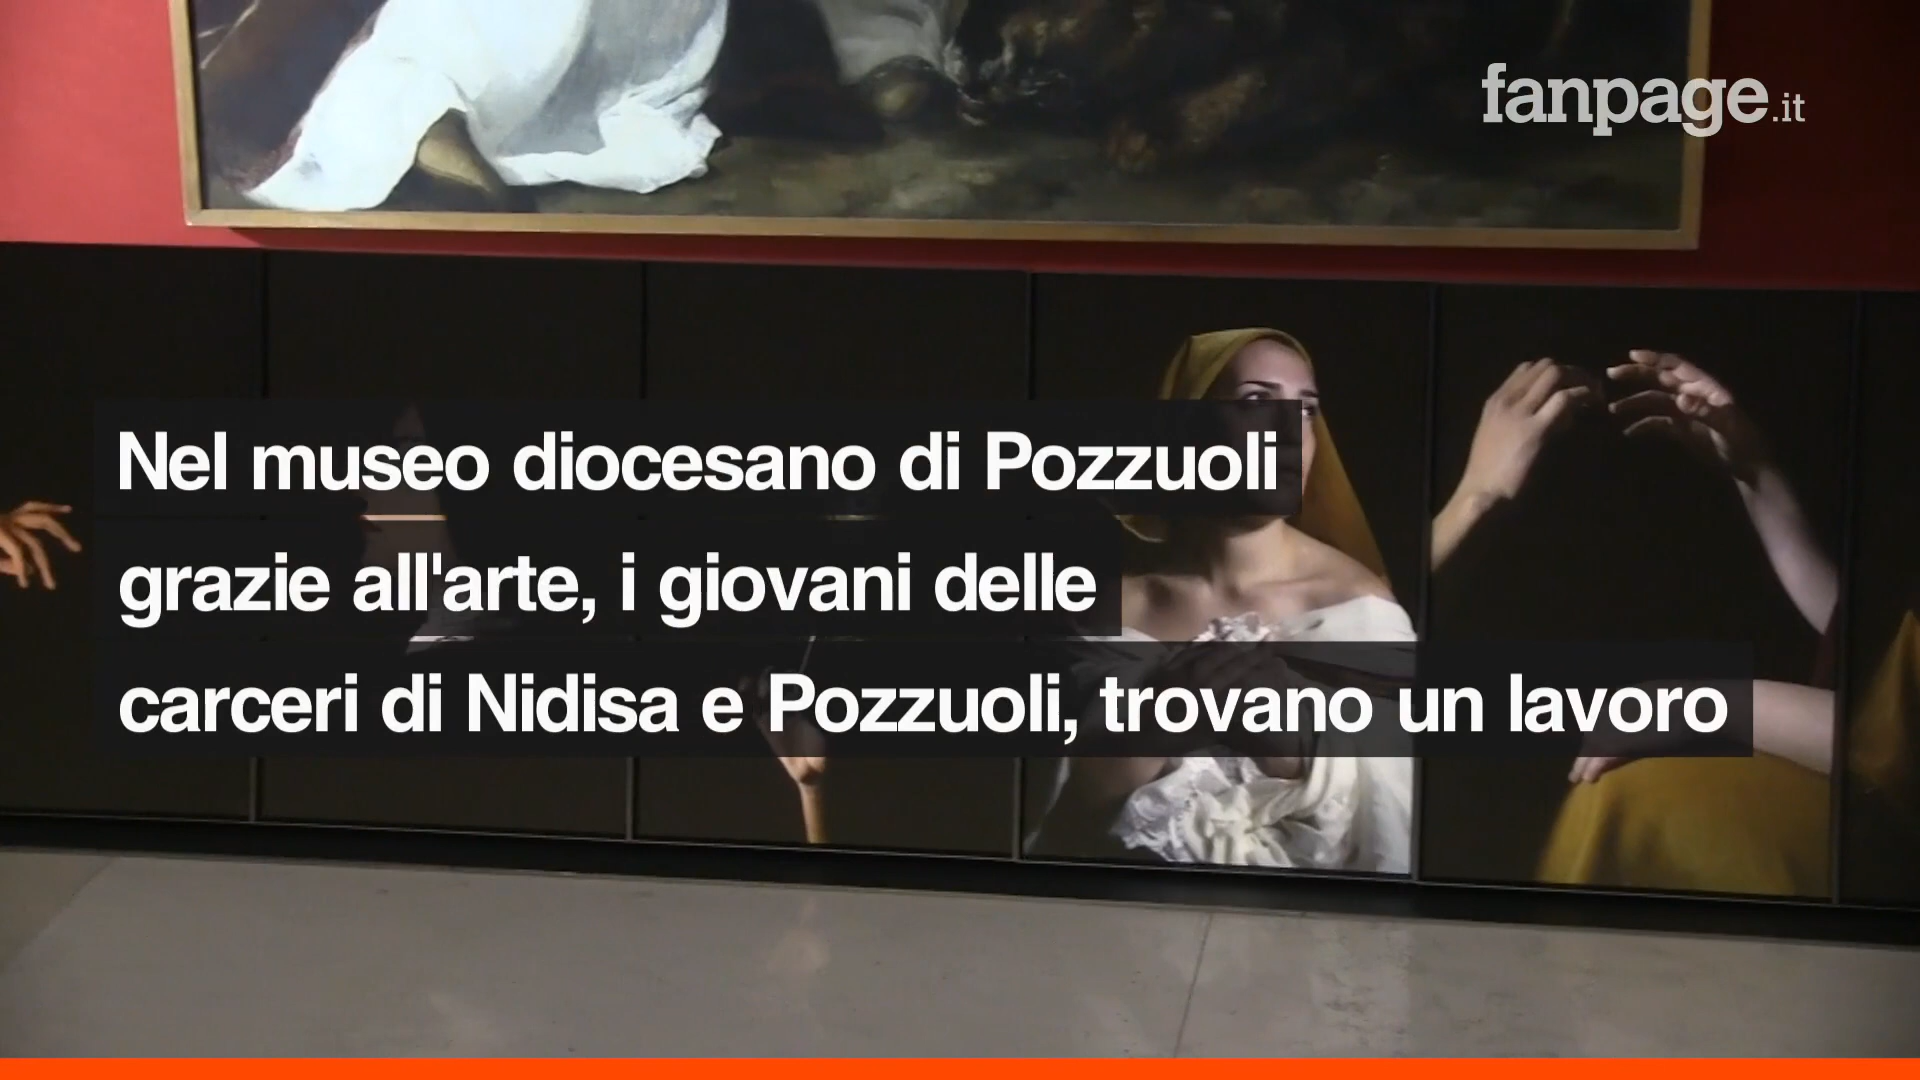 fanpage.it
Nel museo diocesano di Pozzuoli
grazie all'arte, i giovani delle
carceri di Nidisa e Pozzuoli, trovano un lavoro